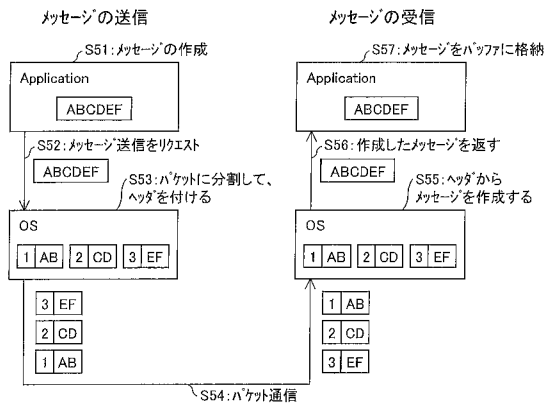 メッセージの送信
メッセージの受信
S51:メッセージの作成
S57:メッセージをバッファに格納
Application
ABCDEF
Application
ABCDEF
S52:メッセージ送信をリクエスト
ABCDEF
S56:作成したメッセージを返す
ABCDEF
S53:パケットに分割して、
ヘッダを付ける
S55:ヘッダから
メッセージを作成する
OS
1 AB 2 CD 3 EF
OS
1 AB 2 CD 3 EF
3 EF
2 CD
1 AB
1 AB
2 CD
3 EF
S54:パケット通信